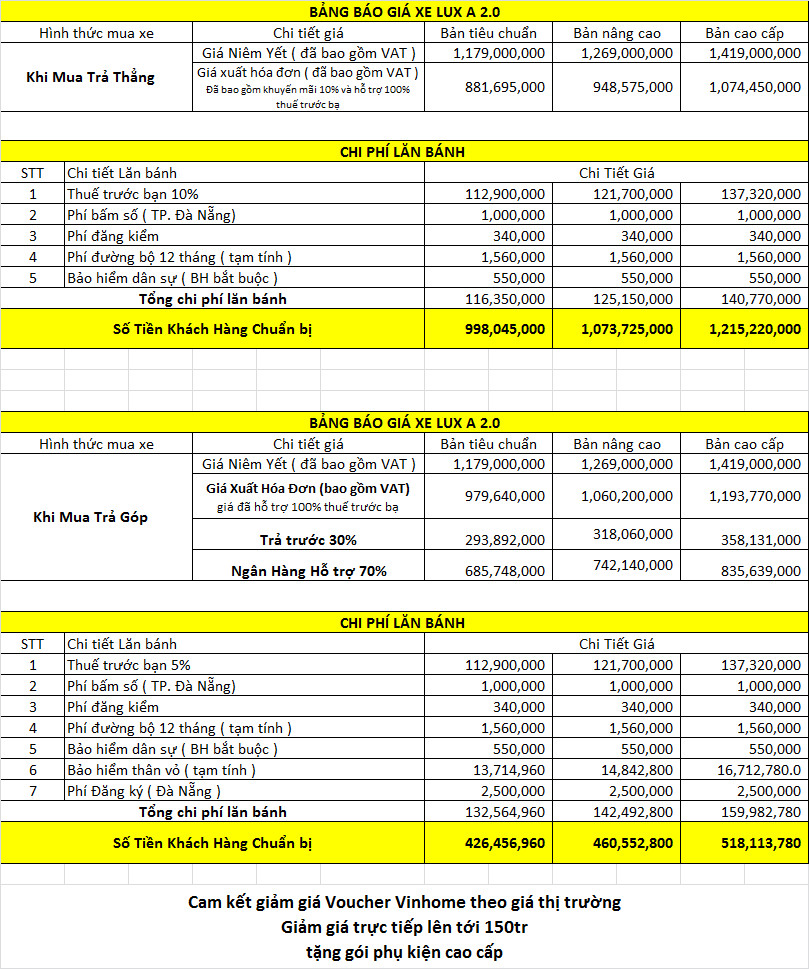 BẢNG BÁO GIÁ XE LUX A 2.0
Hình thức mua xe Chi tiết giá Bản tiêu chuẩn Bản nâng cao Bản cao cấp
Khi Mua Trả Thẳng
Giá Niêm Yết ( đã bao gồm VAT ) 1,179,000,000 1,269,000,000 1,419,000,000
Giá xuất hóa đơn ( đã bao gồm VAT )
Đã bao gồm khuyến mãi 10% và hỗ trợ 100%
thuế trước bạ
881,695,000 948,575,000 1,074,450,000
CHI PHÍ LĂN BÁNH
STT Chi tiết Lăn bánh Chi Tiết Giá
1 Thuế trước bạn 10% 112,900,000 121,700,000 137,320,000
2 Phí bấm số ( TP. Đà Nẵng) 1,000,000 1,000,000 1,000,000
3 Phí đăng kiểm 340,000 340,000 340,000
4 Phí đường bộ 12 tháng ( tạm tính ) 1,560,000 1,560,000 1,560,000
5 Bảo hiểm dân sự ( BH bắt buộc ) 550,000 550,000 550,000
Tổng chi phí lăn bánh 116,350,000 125,150,000 140,770,000
Số Tiền Khách Hàng Chuẩn bị 998,045,000 1,073,725,000 1,215,220,000
BẢNG BÁO GIÁ XE LUX A 2.0
Hình thức mua xe Chi tiết giá Bản tiêu chuẩn Bản nâng cao Bản cao cấp
Khi Mua Trả Góp
Giá Niêm Yết ( đã bao gồm VAT ) 1,179,000,000 1,269,000,000 1,419,000,000
Giá Xuất Hóa Đơn (bao gồm VAT)
giá đã hỗ trợ 100% thuế trước bạ
979,640,000 1,060,200,000 1,193,770,000
Trả trước 30% 293,892,000 318,060,000 358,131,000
Ngân Hàng Hỗ trợ 70% 685,748,000 742,140,000 835,639,000
CHI PHÍ LĂN BÁNH
STT Chi tiết Lăn bánh Chi Tiết Giá
1 Thuế trước bạn 5% 112,900,000 121,700,000 137,320,000
2 Phí bấm số ( TP. Đà Nẵng) 1,000,000 1,000,000 1,000,000
3 Phí đăng kiểm 340,000 340,000 340,000
4 Phí đường bộ 12 tháng ( tạm tính ) 1,560,000 1,560,000 1,560,000
5 Bảo hiểm dân sự ( BH bắt buộc ) 550,000 550,000 550,000
6 Bảo hiểm thân vỏ ( tạm tính ) 13,714,960 14,842,800 16,712,780.0
7 Phí Đăng ký ( Đà Nẵng ) 2,500,000 2,500,000 2,500,000
Tổng chi phí lăn bánh 132,564,960 142,492,800 159,982,780
Số Tiền Khách Hàng Chuẩn bị 426,456,960 460,552,800 518,113,780
Cam kết giảm giá Voucher Vinhome theo giá thị trường
Giảm giá trực tiếp lên tới 150tr
tặng gói phụ kiện cao cấp